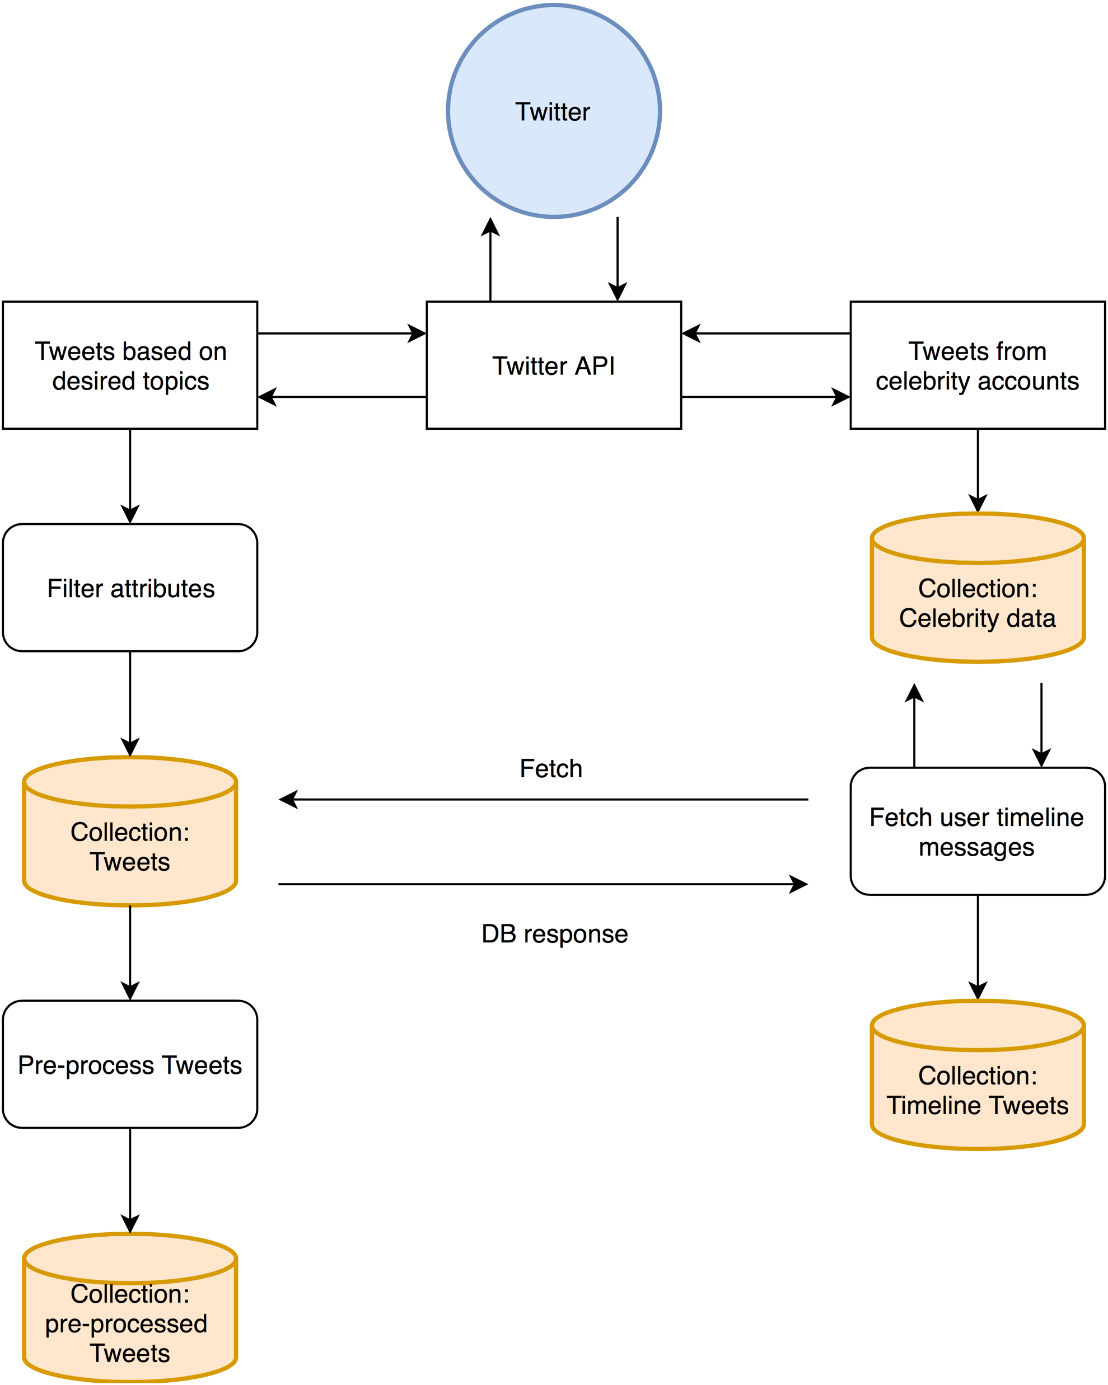 Twitter
Tweets based on
desired topics
Twitter API
Tweets from
celebrity accounts
Filter attributes
Collection:
Celebrity data
Fetch
Collection:
Tweets
Fetch user timeline
messages
DB response
Pre-process Tweets
Collection:
Timeline Tweets
Collection:
pre-processed
Tweets